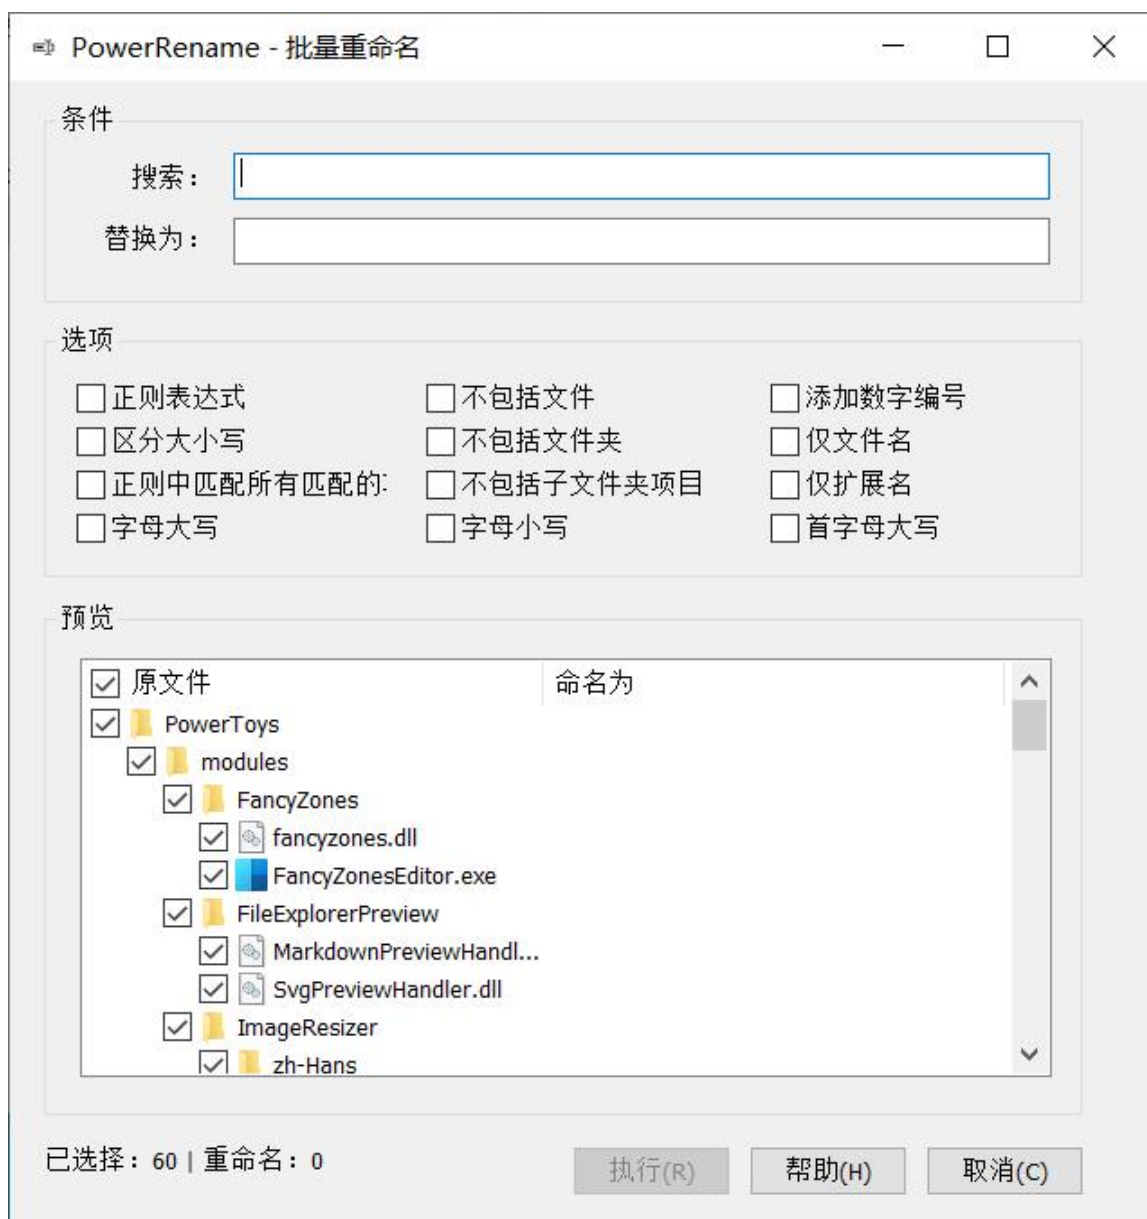 PowerRename - 批量重命名
条件
搜索：
替换为：
选项
正则表达式 不包括文件 添加数字编号
区分大小写 不包括文件夹 仅文件名
正则中匹配所有匹配的 不包括子文件夹项目 仅扩展名
字母大写 字母小写 首字母大写
预览
原文件 命名为
PowerToys
modules
FancyZones
fancyzones.dll
FancyZonesEditor.exe
FileExplorerPreview
MarkdownPreviewHandl...
SvgPreviewHandler.dll
ImageResizer
zh-Hans
已选择：60 | 重命名：0 执行(R) 帮助(H) 取消(C)